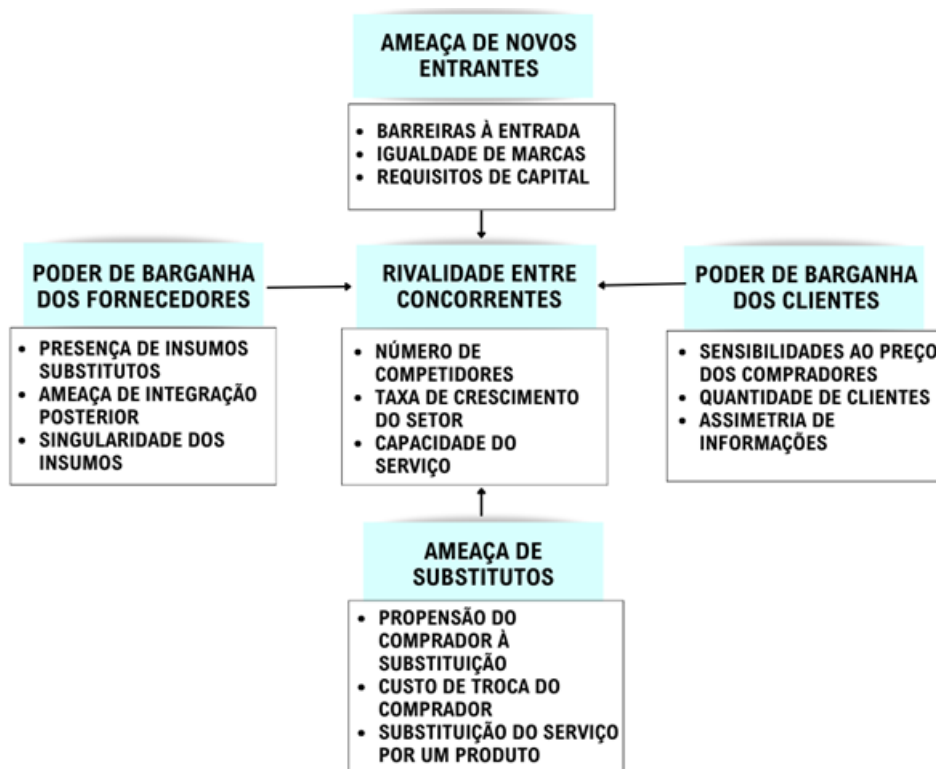 AMEAÇA DE NOVOS
ENTRANTES
• BARREIRAS À ENTRADA
• IGUALDADE DE MARCAS
• REQUISITOS DE CAPITAL
PODER DE BARGANHA
DOS FORNECEDORES
• PRESENÇA DE INSUMOS
SUBSTITUTOS
• AMEAÇA DE INTEGRAÇÃO
POSTERIOR
• SINGULARIDADE DOS
INSUMOS
RIVALIDADE ENTRE
CONCORRENTES
• NÚMERO DE
COMPETIDORES
• TAXA DE CRESCIMENTO
DO SETOR
• CAPACIDADE DO
SERVIÇO
PODER DE BARGANHA
DOS CLIENTES
• SENSIBILIDADES AO PREÇO
DOS COMPRADORES
• QUANTIDADE DE CLIENTES
• ASSIMETRIA DE
INFORMAÇÕES
AMEAÇA DE
SUBSTITUTOS
• PROPENSÃO DO
COMPRADOR À
SUBSTITUIÇÃO
• CUSTO DE TROCA DO
COMPRADOR
• SUBSTITUIÇÃO DO SERVIÇO
POR UM PRODUTO